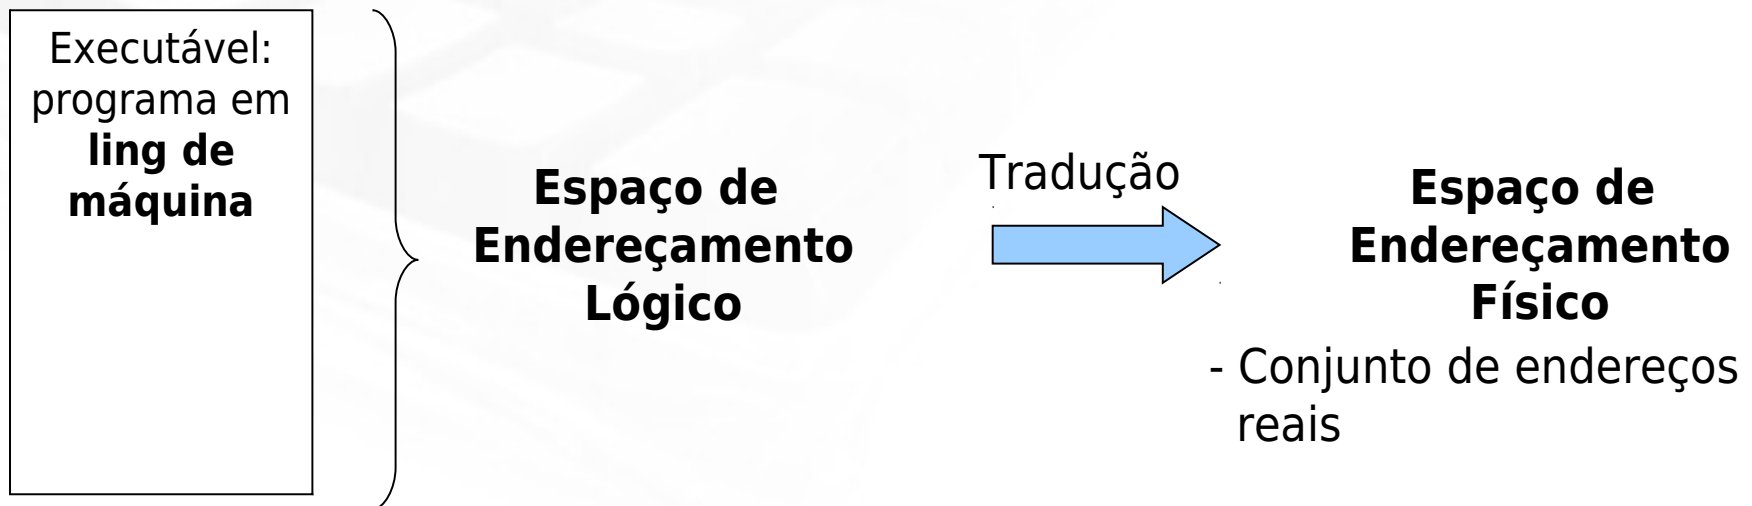 Executável:
programa em
ling de
máquina
Espaço de
Endereçamento
Lógico
Tradução
Espaço de
Endereçamento
Físico
- Conjunto de endereços
reais